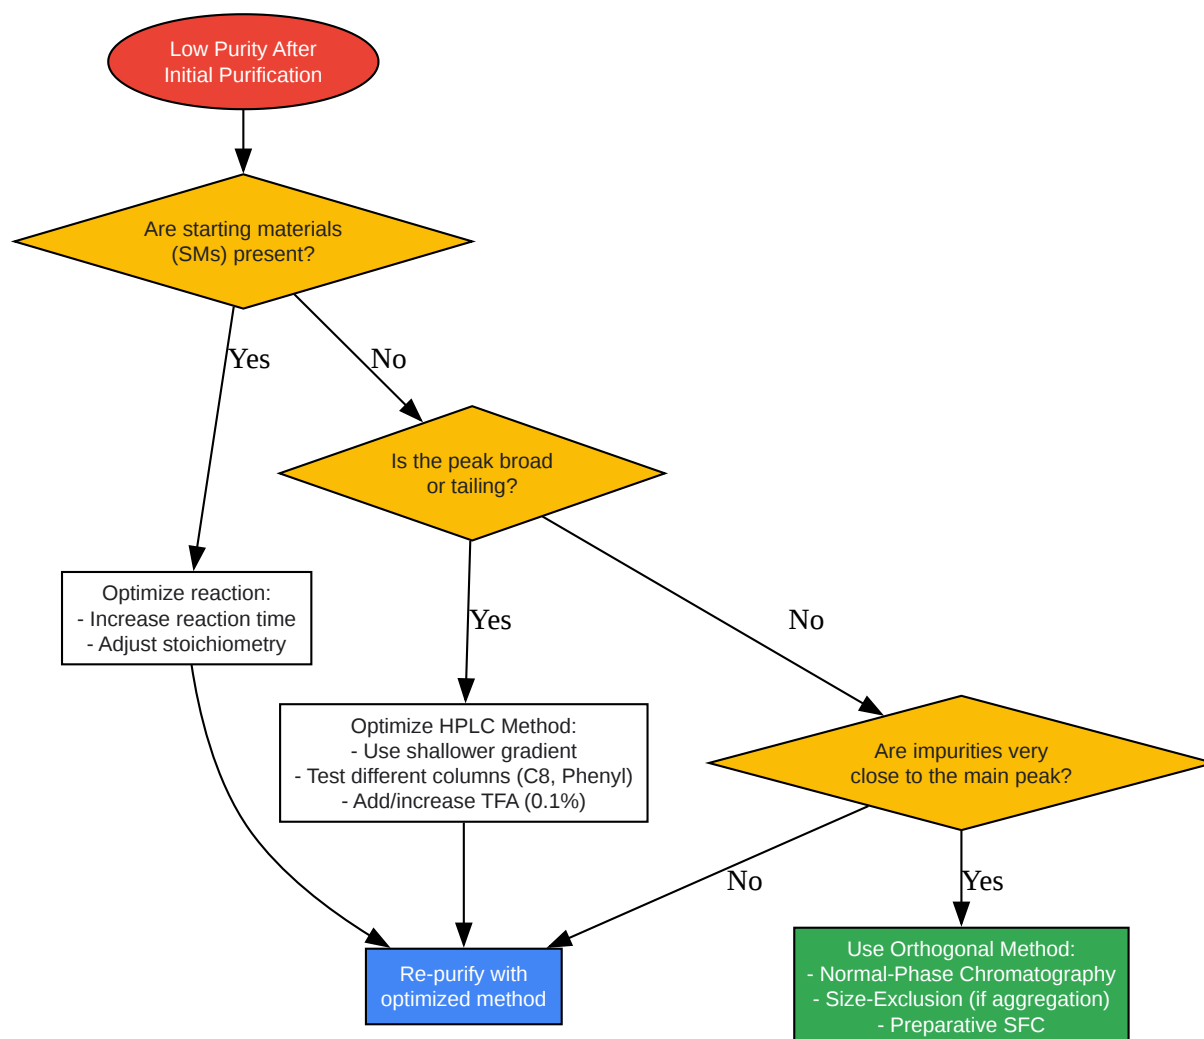 Low Purity After
Initial Purification
Are starting materials
(SMs) present?
Yes
No
Is the peak broad
or tailing?
Optimize reaction:
- Increase reaction time
- Adjust stoichiometry
Yes
No
Optimize HPLC Method:
- Use shallower gradient
- Test different columns (C8, Phenyl)
- Add/increase TFA (0.1%)
Are impurities very
close to the main peak?
No
Yes
Re-purify with
optimized method
Use Orthogonal Method:
- Normal-Phase Chromatography
- Size-Exclusion (if aggregation)
- Preparative SFC